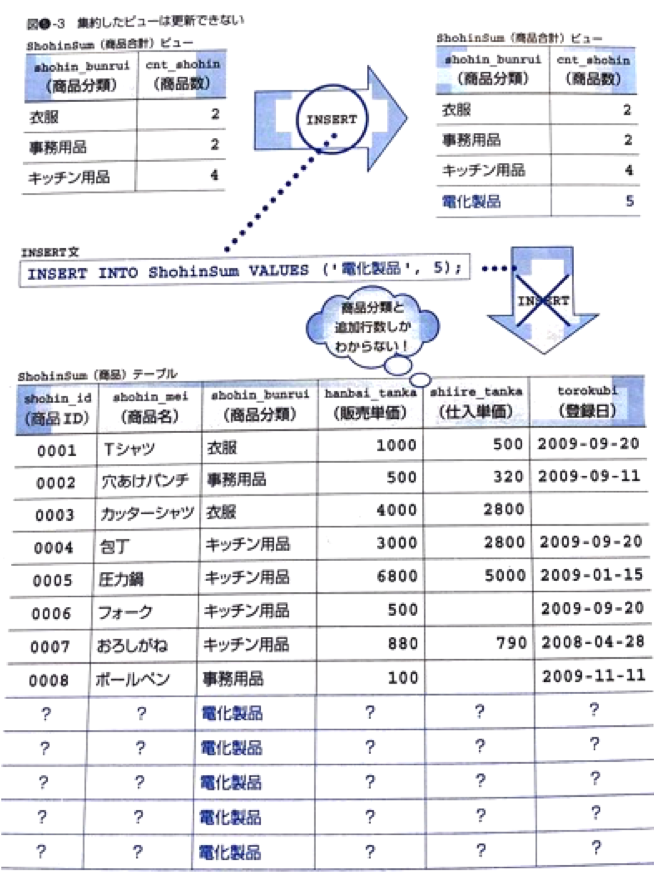 図❺-3 集約したビューは更新できない
ShohinSum（商品合計）ビュー
shohin_bunrui cnt_shohin
（商品分類） （商品数）
衣服 2
事務用品 2
キッチン用品 4
INSERT
ShohinSum（商品合計）ビュー
shohin_bunrui cnt_shohin
（商品分類） （商品数）
衣服 2
事務用品 2
キッチン用品 4
電化製品 5
INSERT文
INSERT INTO ShohinSum VALUES ('電化製品', 5);
INSERT
商品分類と
追加行数しか
わからない！
ShohinSum（商品）テーブル
shohin_id shohin_mei shohin_bunrui hanbai_tanka shiire_tanka torokubi
（商品ID） （商品名） （商品分類） （販売単価） （仕入単価） （登録日）
0001 Tシャツ 衣服 1000 500 2009-09-20
0002 穴あけパンチ 事務用品 500 320 2009-09-11
0003 カッターシャツ 衣服 4000 2800
0004 包丁 キッチン用品 3000 2800 2009-09-20
0005 圧力鍋 キッチン用品 6800 5000 2009-01-15
0006 フォーク キッチン用品 500 2009-09-20
0007 おろしがね キッチン用品 880 790 2008-04-28
0008 ボールペン 事務用品 100 2009-11-11
? ? 電化製品 ? ? ?
? ? 電化製品 ? ? ?
? ? 電化製品 ? ? ?
? ? 電化製品 ? ? ?
? ? 電化製品 ? ? ?